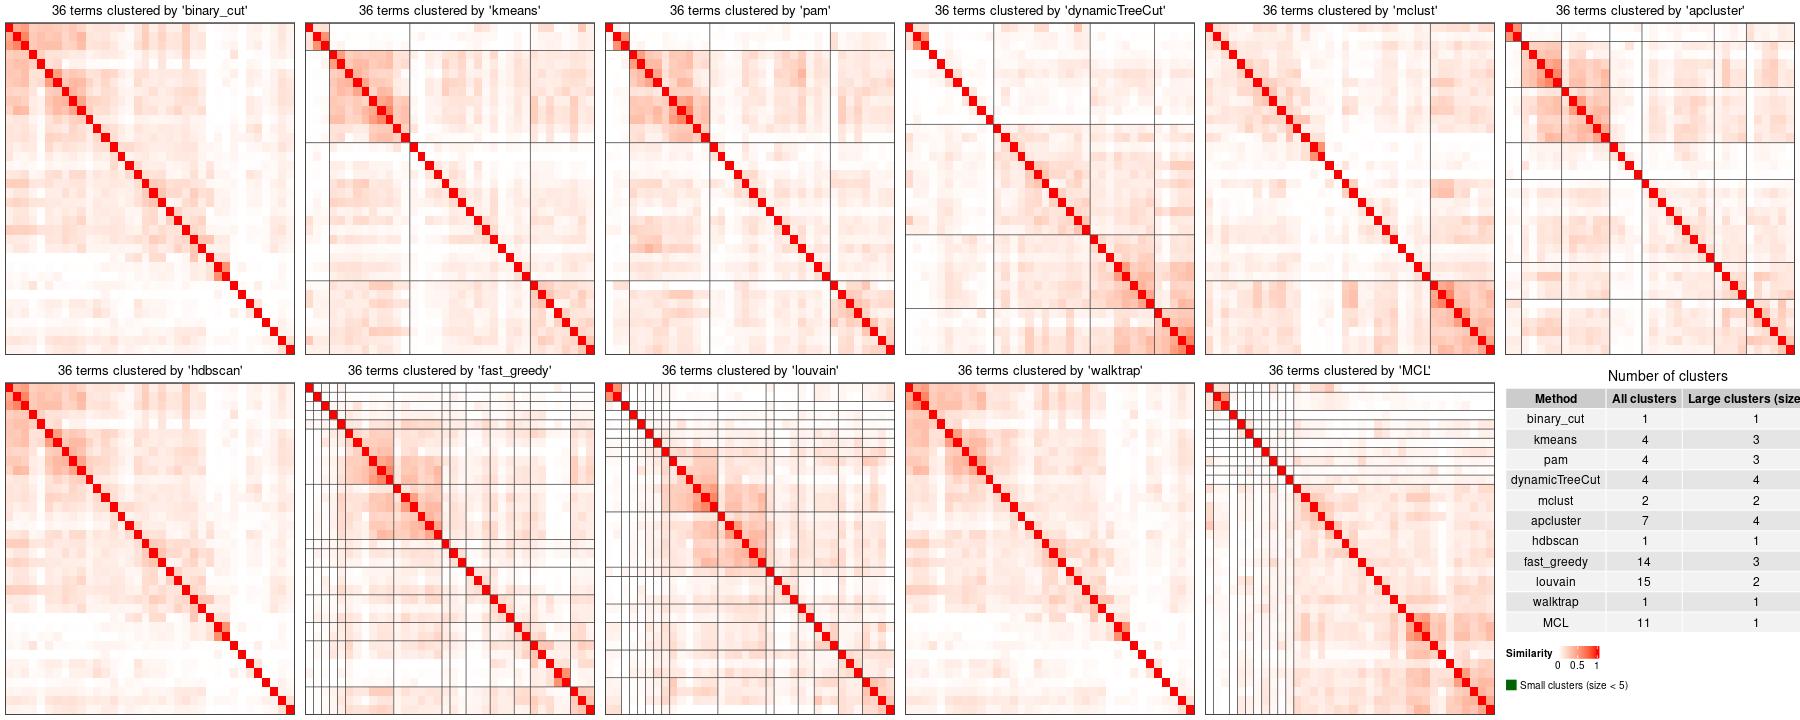 36 terms clustered by 'binary_cut'
36 terms clustered by 'kmeans'
36 terms clustered by 'pam'
36 terms clustered by 'dynamicTreeCut'
36 terms clustered by 'mclust'
36 terms clustered by 'apcluster'
36 terms clustered by 'hdbscan'
36 terms clustered by 'fast_greedy'
36 terms clustered by 'louvain'
36 terms clustered by 'walktrap'
36 terms clustered by 'MCL'
Number of clusters
Method All clusters Large clusters (size
binary_cut 1 1
kmeans 4 3
pam 4 3
dynamicTreeCut 4 4
mclust 2 2
apcluster 7 4
hdbscan 1 1
fast_greedy 14 3
louvain 15 2
walktrap 1 1
MCL 11 1
Similarity
0 0.5 1
Small clusters (size < 5)